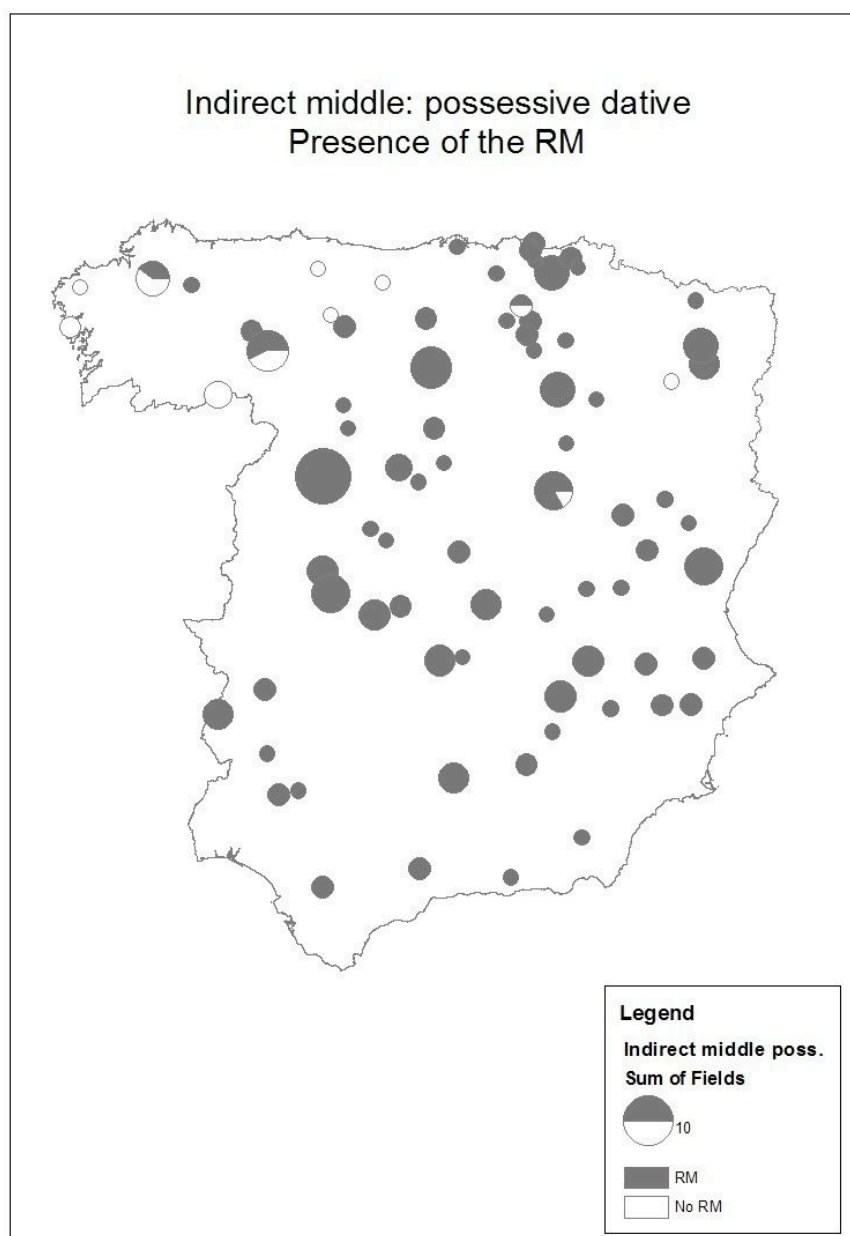 Indirect middle: possessive dative
Presence of the RM
Legend
Indirect middle poss.
Sum of Fields
10
RM
No RM